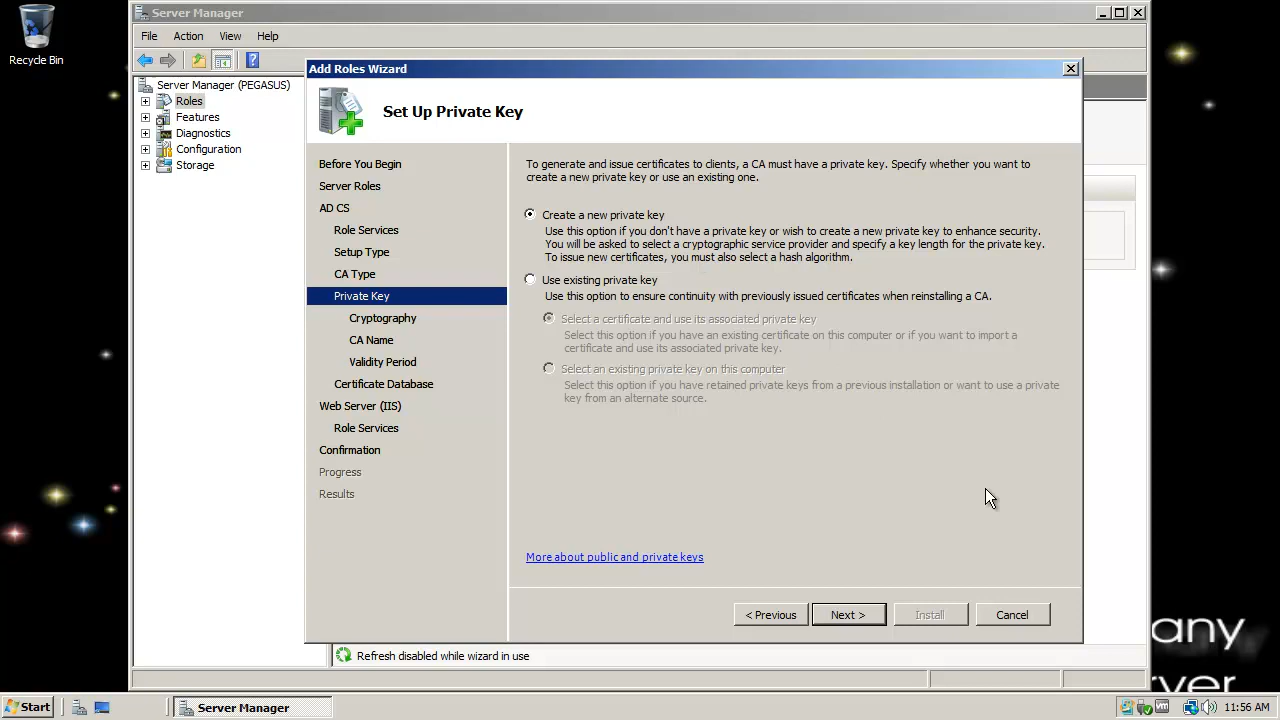 Recycle Bin
Server Manager
File Action View Help
Server Manager (PEGASUS)
Roles
Features
Diagnostics
Configuration
Storage
Add Roles Wizard
Set Up Private Key
Before You Begin
Server Roles
AD CS
Role Services
Setup Type
CA Type
Private Key
Cryptography
CA Name
Validity Period
Certificate Database
Web Server (IIS)
Role Services
Confirmation
Progress
Results
To generate and issue certificates to clients, a CA must have a private key. Specify whether you want to
create a new private key or use an existing one.
Create a new private key
Use this option if you don't have a private key or wish to create a new private key to enhance security.
You will be asked to select a cryptographic service provider and specify a key length for the private key.
To issue new certificates, you must also select a hash algorithm.
Use existing private key
Use this option to ensure continuity with previously issued certificates when reinstalling a CA.
Select a certificate and use its associated private key
Select this option if you have an existing certificate on this computer or if you want to import a
certificate and use its associated private key.
Select an existing private key on this computer
Select this option if you have retained private keys from a previous installation or want to use a private
key from an alternate source.
More about public and private keys
< Previous Next > Install Cancel
Refresh disabled while wizard in use
any
rver
Start Server Manager 11:56 AM